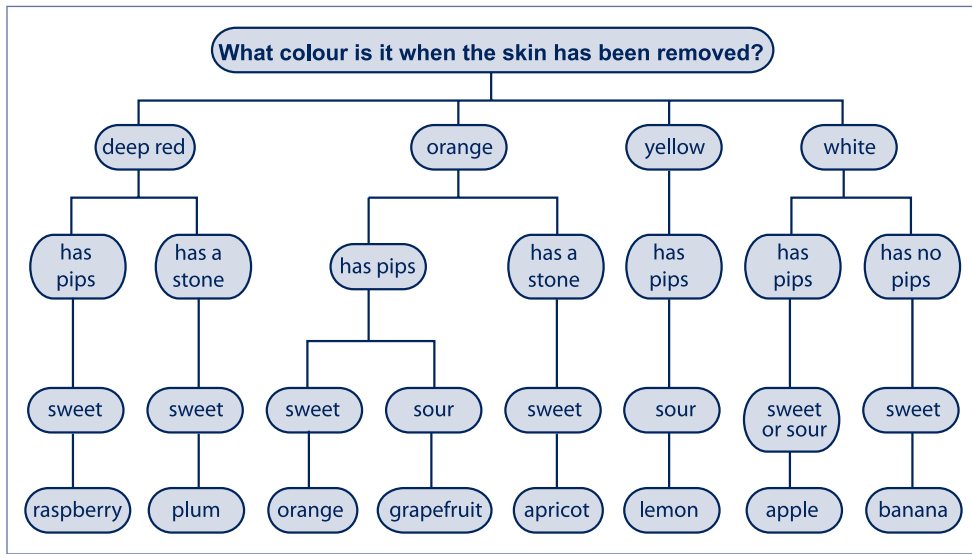 What colour is it when the skin has been removed?
deep red
orange
yellow
white
has
pips
has a
stone
has pips
has a
stone
has
pips
has
pips
has no
pips
sweet
sweet
sweet
sour
sweet
sour
sweet
or sour
sweet
raspberry
plum
orange
grapefruit
apricot
lemon
apple
banana